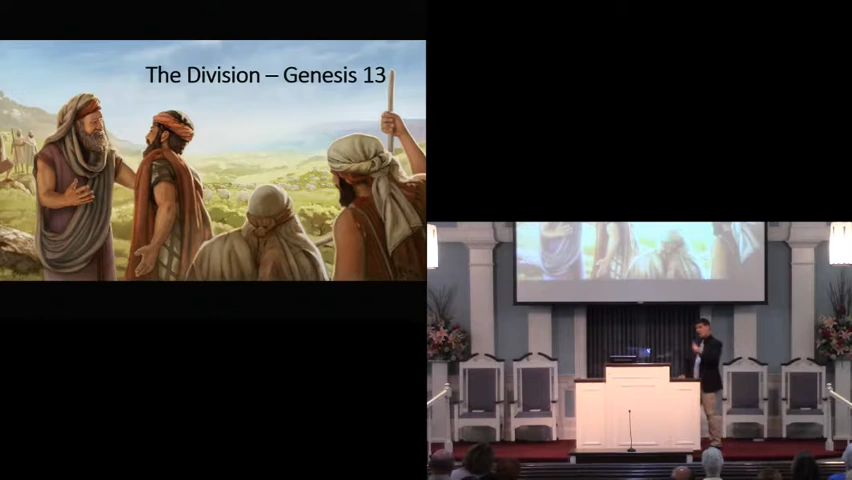 The Division – Genesis 13